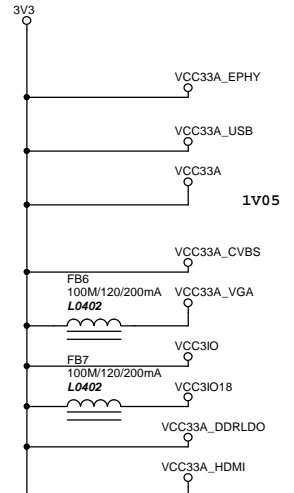 3V3
VCC33A_EPHY
VCC33A_USB
VCC33A
1V05
VCC33A_CVBS
FB6
100M/120/200mA
VCC33A_VGA
L0402
VCC3IO
FB7
100M/120/200mA
L0402
VCC3IO18
VCC33A_DDRLDO
VCC33A_HDMI